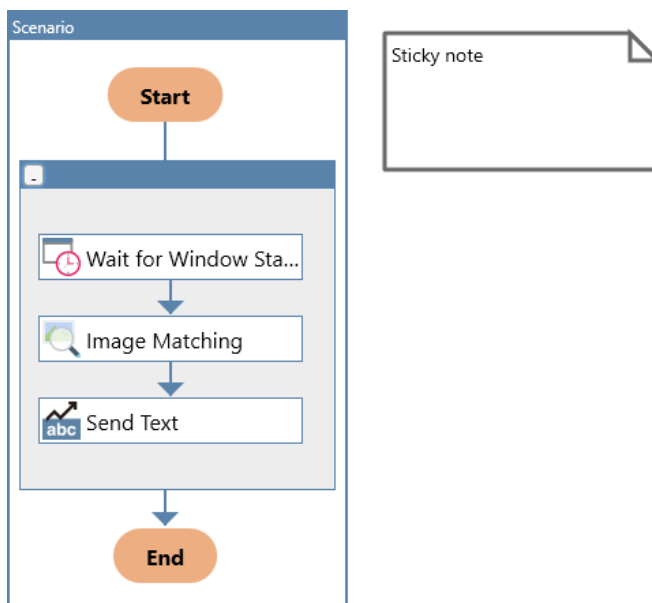 Scenario
Sticky note
Start
-
Wait for Window Sta...
Image Matching
abc
Send Text
End